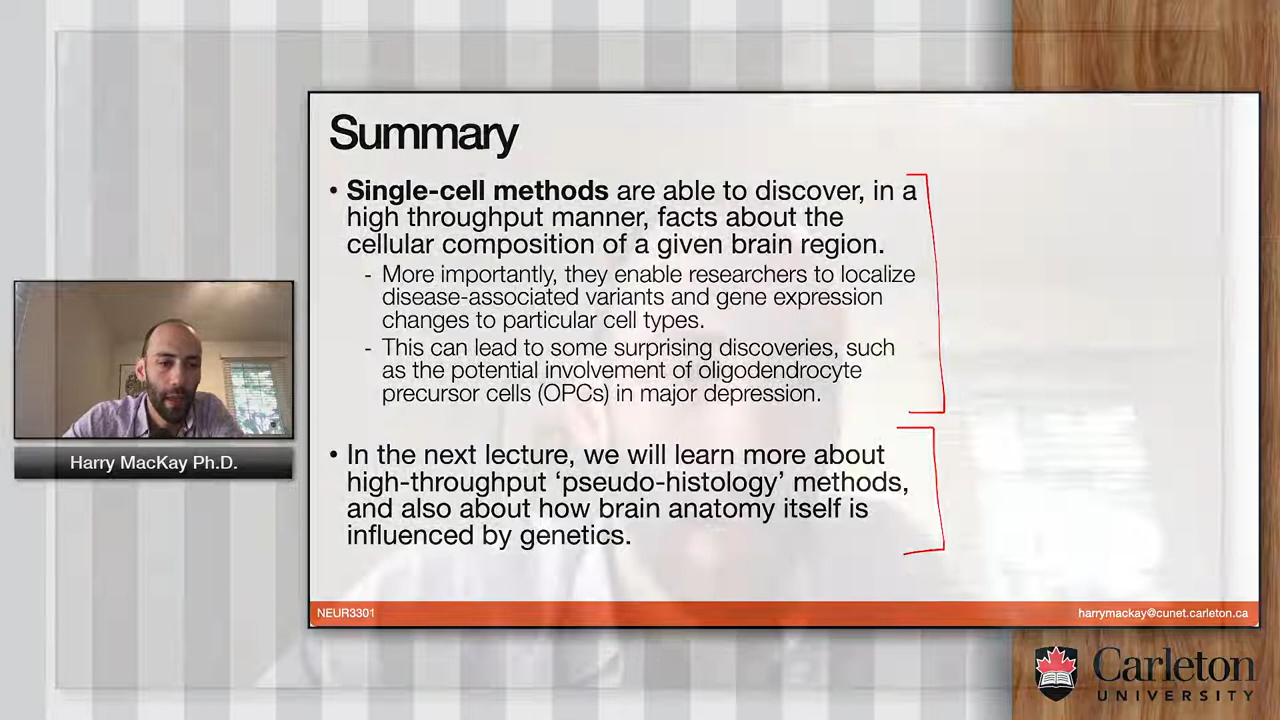 Summary
• Single-cell methods are able to discover, in a
high throughput manner, facts about the
cellular composition of a given brain region.
- More importantly, they enable researchers to localize
disease-associated variants and gene expression
changes to particular cell types.
- This can lead to some surprising discoveries, such
as the potential involvement of oligodendrocyte
precursor cells (OPCs) in major depression.
• In the next lecture, we will learn more about
high-throughput ‘pseudo-histology’ methods,
and also about how brain anatomy itself is
influenced by genetics.
Harry MacKay Ph.D.
NEUR3301
harrymackay@cunet.carleton.ca
Carleton
UNIVERSITY